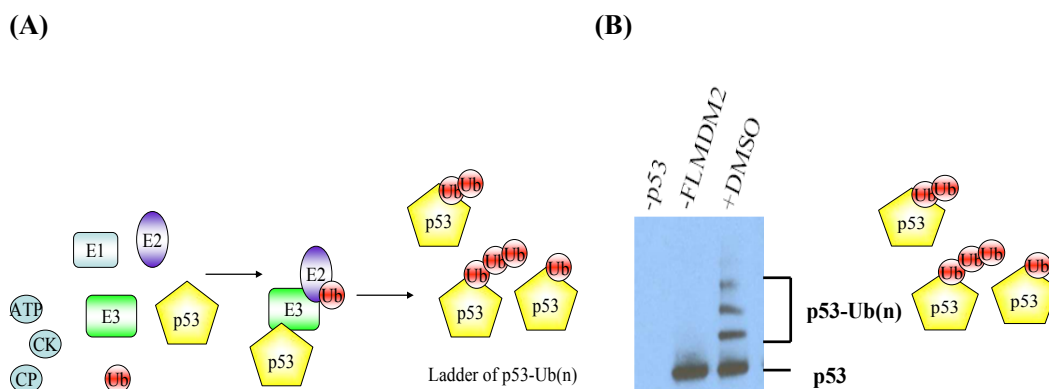 (A)
(B)
E1
E2
ATP
CK
CP
E3
p53
Ub
E2
E3
Ub
p53
Ub Ub
p53
Ub Ub Ub
p53
Ub
p53
Ladder of p53-Ub(n)
-p53
-FLMDM2
+DMSO
p53-Ub(n)
p53
Ub Ub
p53
Ub Ub Ub
p53
Ub
p53